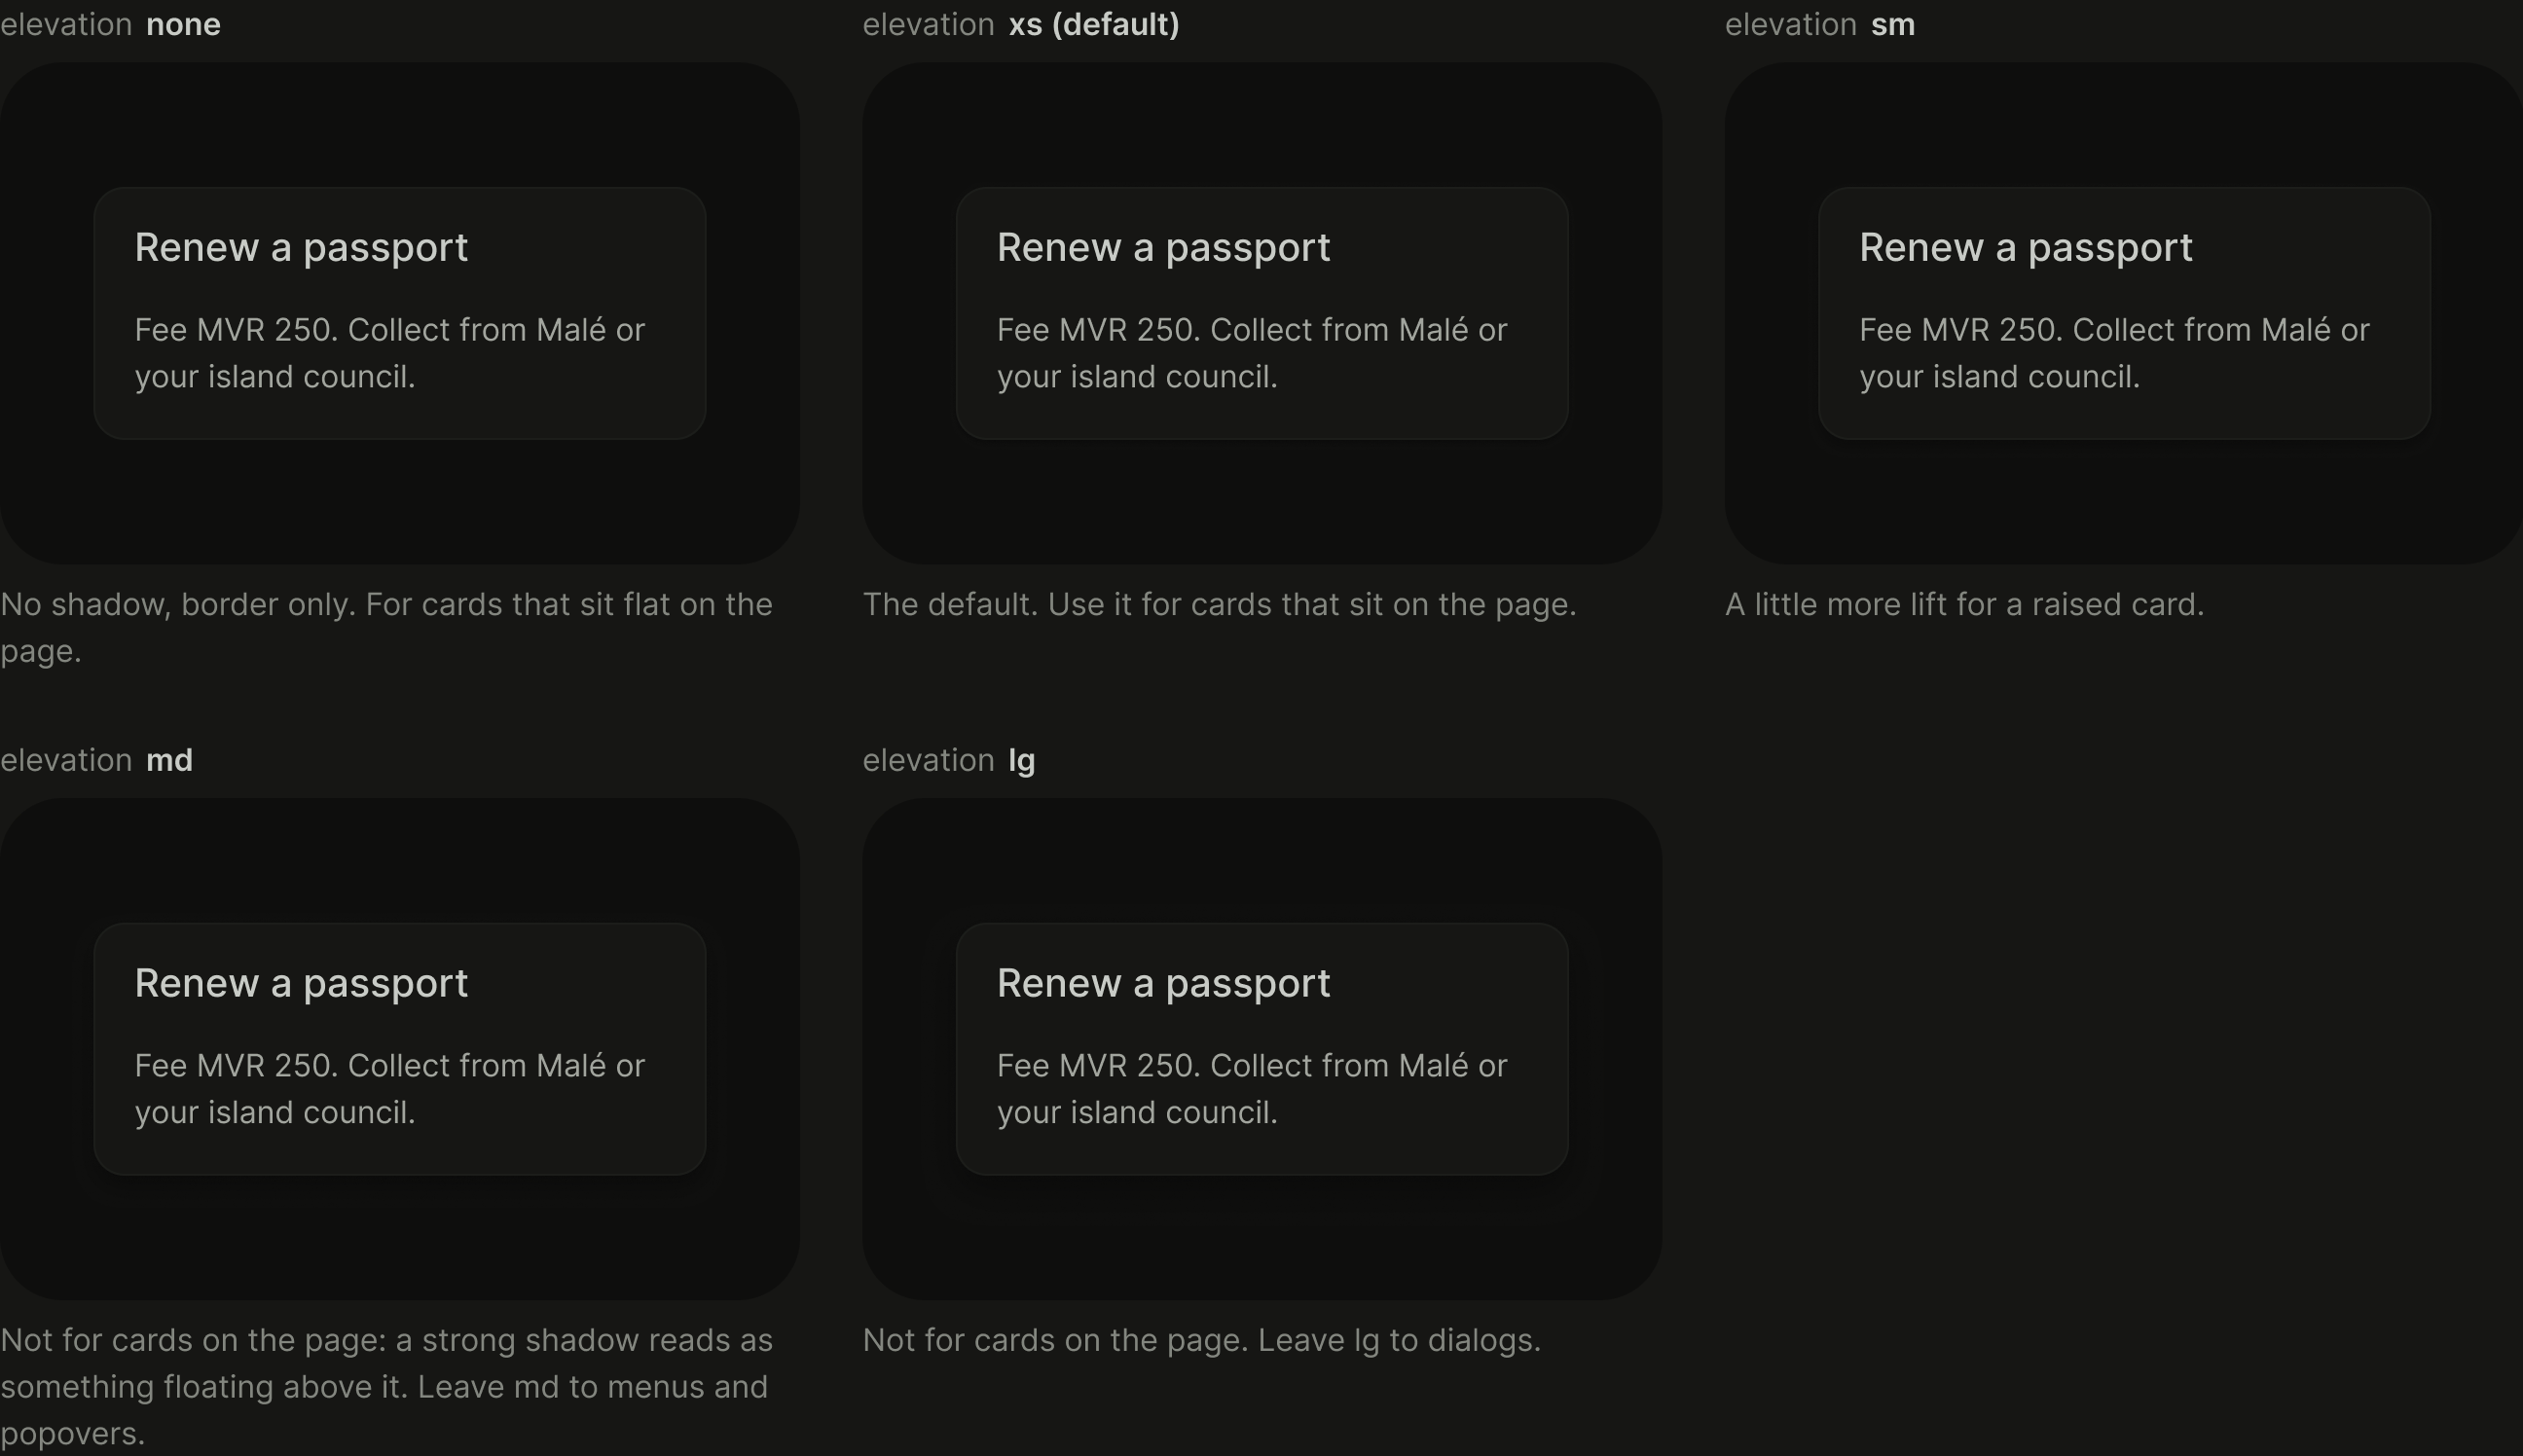 elevation none
Renew a passport
Fee MVR 250. Collect from Malé or
your island council.
No shadow, border only. For cards that sit flat on the
page.
elevation xs (default)
Renew a passport
Fee MVR 250. Collect from Malé or
your island council.
The default. Use it for cards that sit on the page.
elevation sm
Renew a passport
Fee MVR 250. Collect from Malé or
your island council.
A little more lift for a raised card.
elevation md
Renew a passport
Fee MVR 250. Collect from Malé or
your island council.
Not for cards on the page: a strong shadow reads as
something floating above it. Leave md to menus and
popovers.
elevation lg
Renew a passport
Fee MVR 250. Collect from Malé or
your island council.
Not for cards on the page. Leave lg to dialogs.